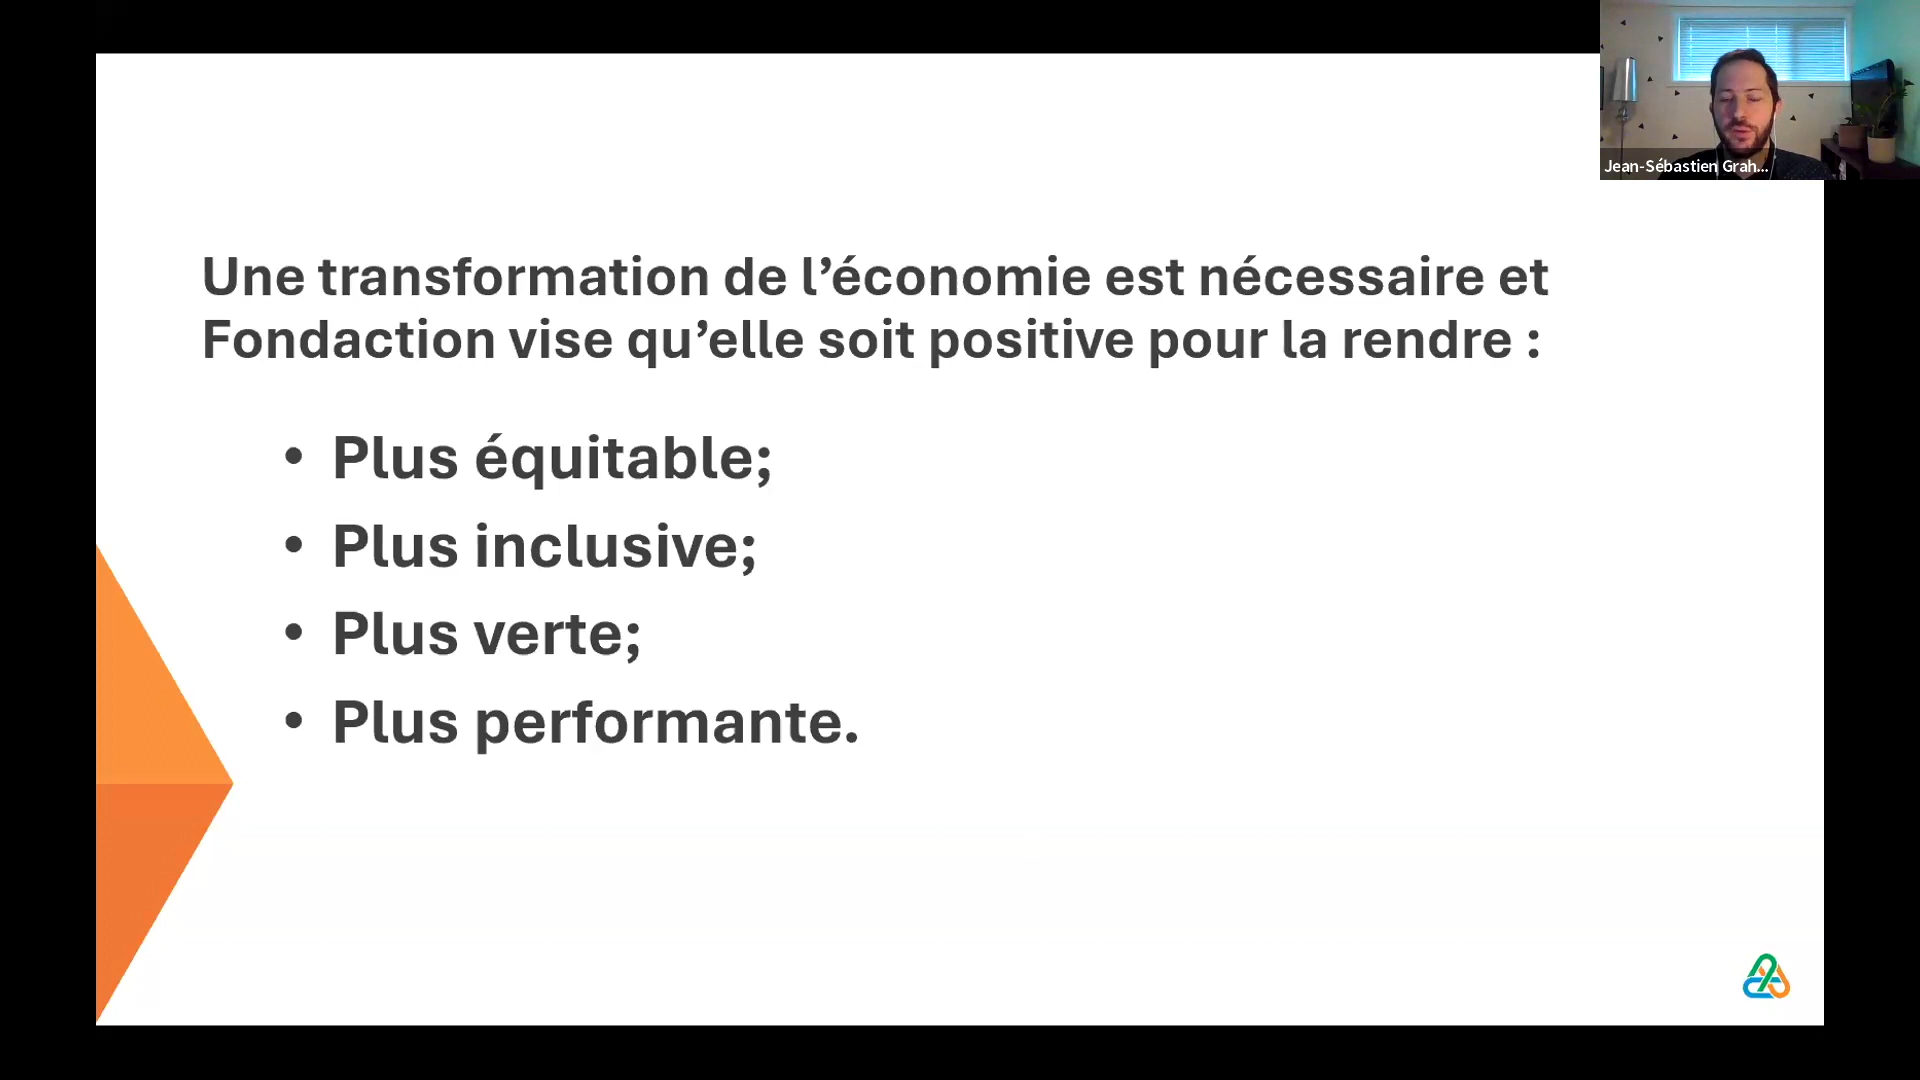 Jean-Sébastien Grah...
Une transformation de l’économie est nécessaire et
Fondaction vise qu’elle soit positive pour la rendre :
• Plus équitable;
• Plus inclusive;
• Plus verte;
• Plus performante.